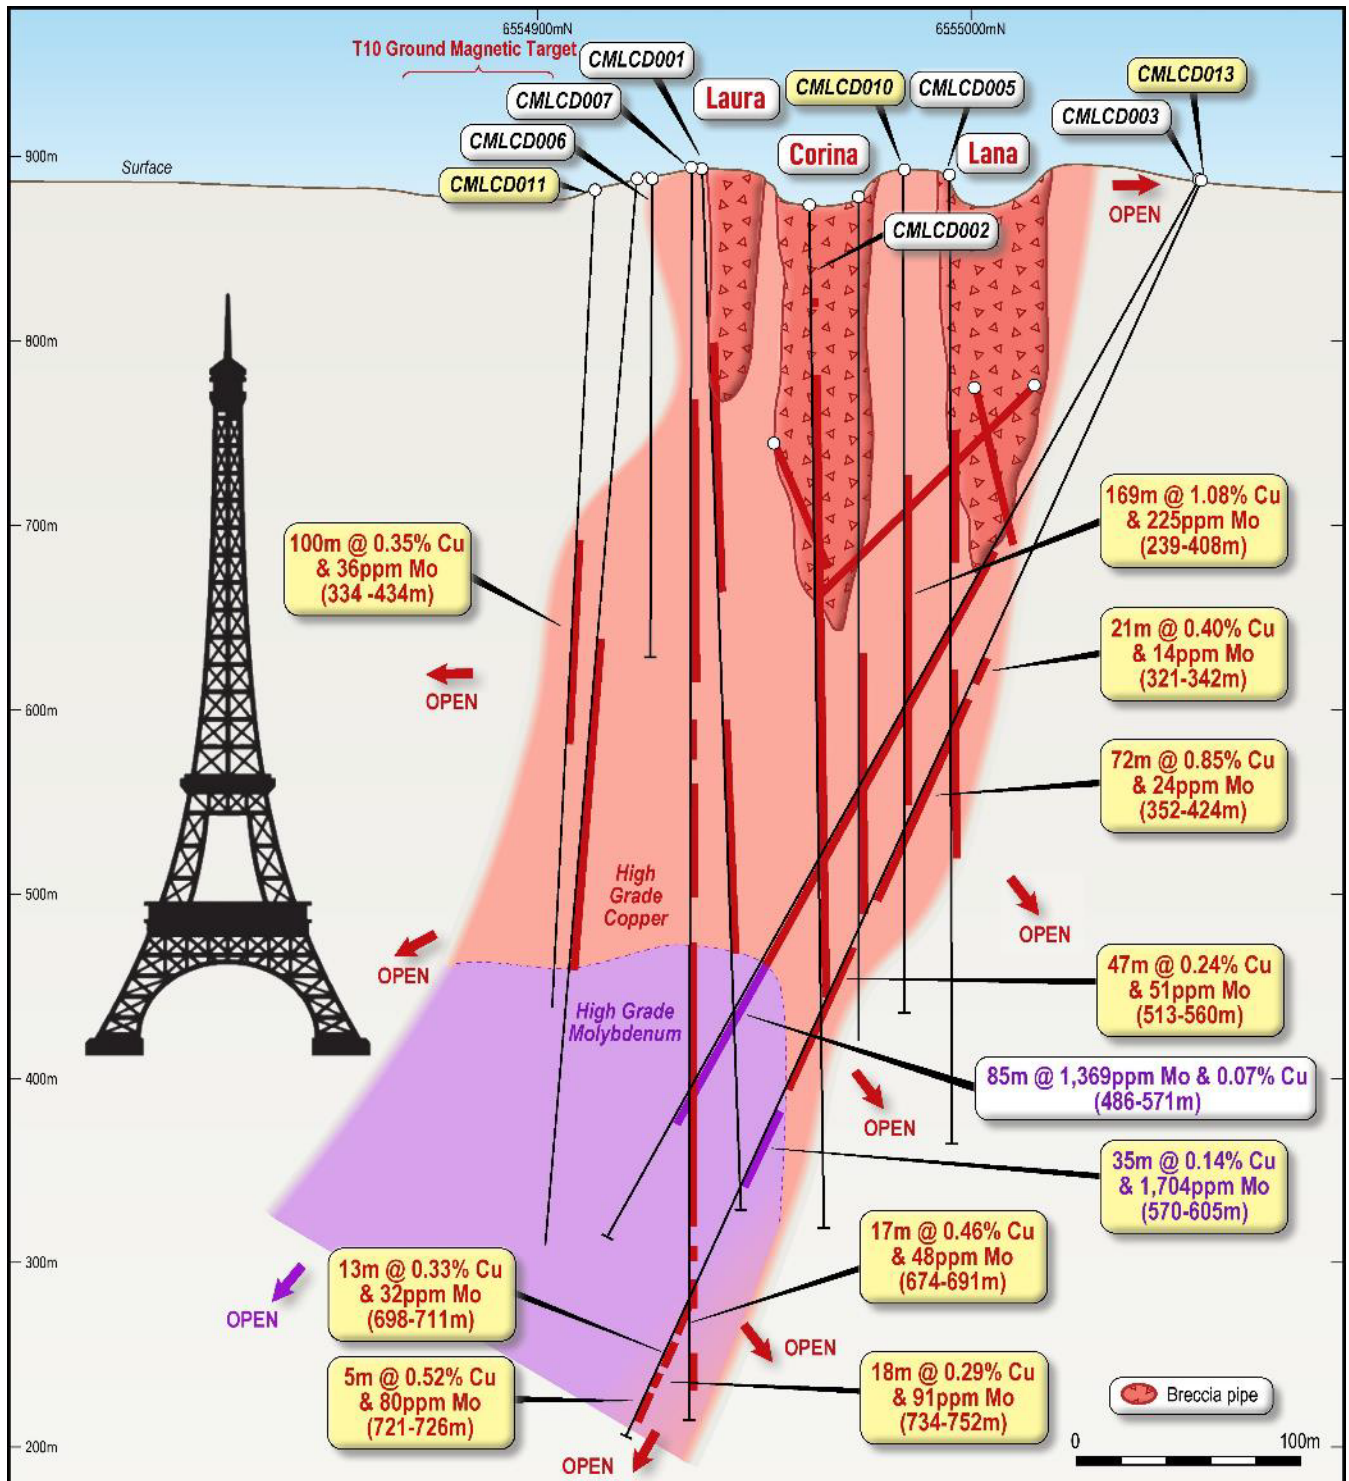 6554900mN
6555000mN
T10 Ground Magnetic Target
CMLCD001
CMLCD007
CMLCD006
CMLCD011
Laura
CMLCD010
CMLCD005
CMLCD013
CMLCD003
Corina
Lana
CMLCD002
Surface
OPEN
900m
800m
700m
600m
500m
400m
300m
200m
100m @ 0.35% Cu
& 36ppm Mo
(334 -434m)
OPEN
169m @ 1.08% Cu
& 225ppm Mo
(239-408m)
21m @ 0.40% Cu
& 14ppm Mo
(321-342m)
72m @ 0.85% Cu
& 24ppm Mo
(352-424m)
High
Grade
Copper
OPEN
OPEN
High Grade
Molybdenum
47m @ 0.24% Cu
& 51ppm Mo
(513-560m)
85m @ 1,369ppm Mo & 0.07% Cu
(486-571m)
OPEN
35m @ 0.14% Cu
& 1,704ppm Mo
(570-605m)
17m @ 0.46% Cu
& 48ppm Mo
(674-691m)
13m @ 0.33% Cu
& 32ppm Mo
(698-711m)
OPEN
OPEN
5m @ 0.52% Cu
& 80ppm Mo
(721-726m)
18m @ 0.29% Cu
& 91ppm Mo
(734-752m)
OPEN
Breccia pipe
0
100m